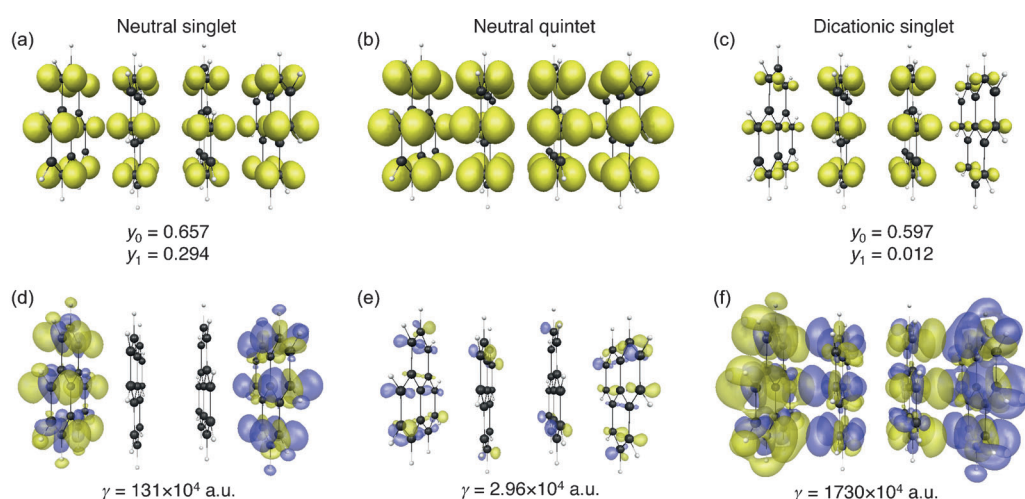 Neutral singlet
Neutral quintet
Dicationic singlet
(a)
(b)
(c)
y₀ = 0.657
y₁ = 0.294
y₀ = 0.597
y₁ = 0.012
(d)
(e)
(f)
γ = 131×10⁴ a.u.
γ = 2.96×10⁴ a.u.
γ = 1730×10⁴ a.u.